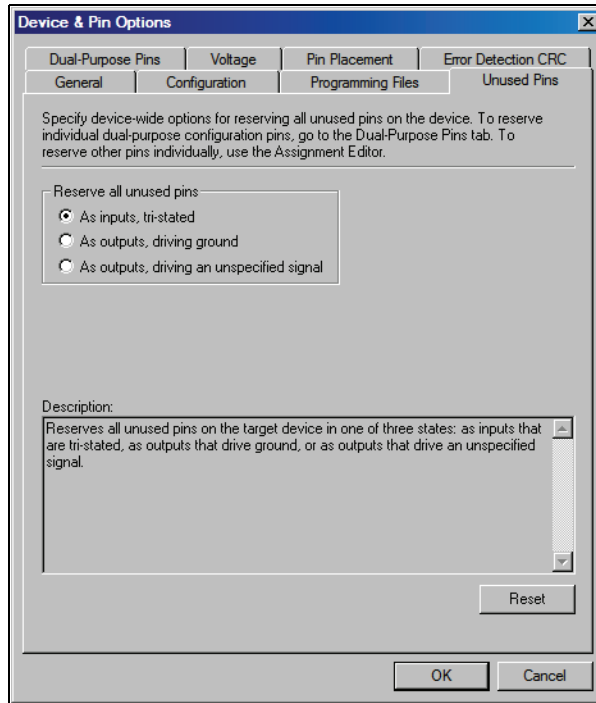 Device & Pin Options
Dual-Purpose Pins
Voltage
Pin Placement
Error Detection CRC
General
Configuration
Programming Files
Unused Pins
Specify device-wide options for reserving all unused pins on the device. To reserve
individual dual-purpose configuration pins, go to the Dual-Purpose Pins tab. To
reserve other pins individually, use the Assignment Editor.
Reserve all unused pins
As inputs, tri-stated
As outputs, driving ground
As outputs, driving an unspecified signal
Description:
Reserves all unused pins on the target device in one of three states: as inputs that
are tri-stated, as outputs that drive ground, or as outputs that drive an unspecified
signal.
Reset
OK
Cancel